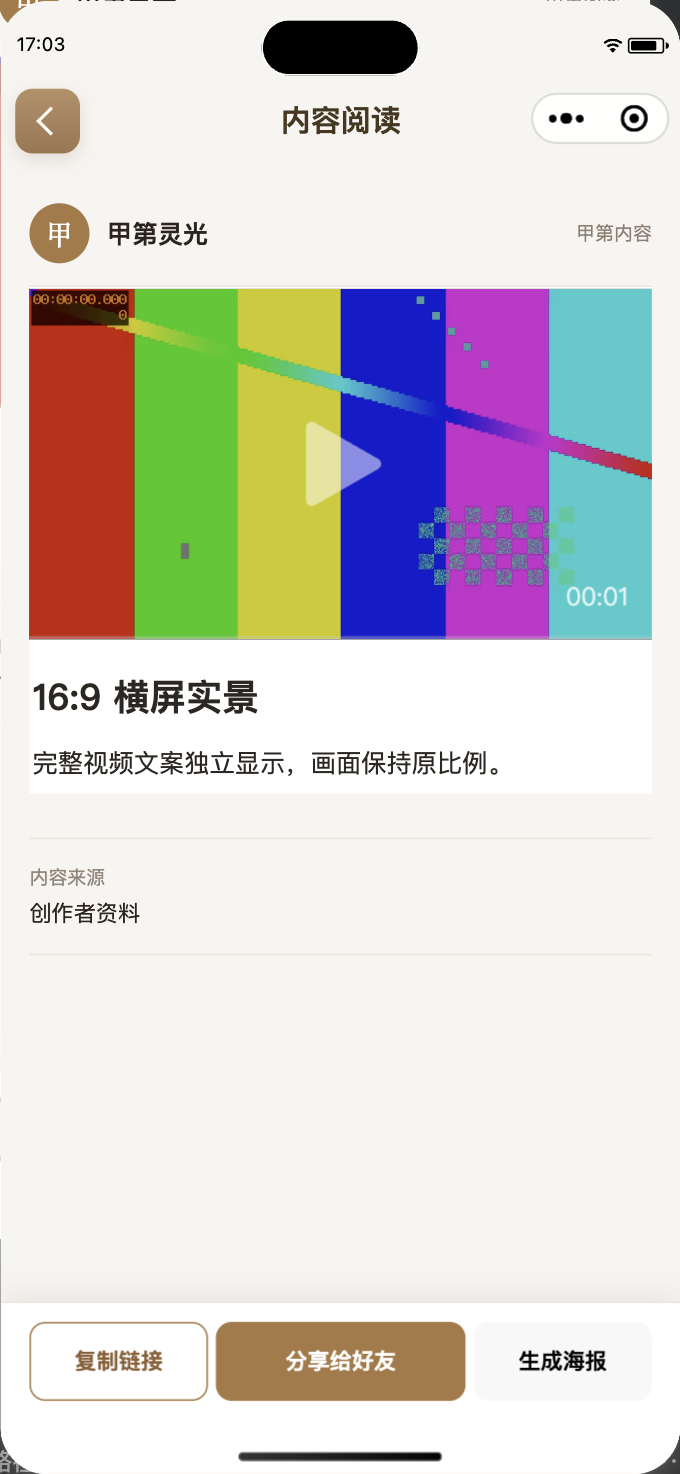 17:03
内容阅读
甲 甲第灵光 甲第内容
00:00:00.000
0
00:01
16:9 横屏实景
完整视频文案独立显示，画面保持原比例。
内容来源
创作者资料
复制链接 分享给好友 生成海报